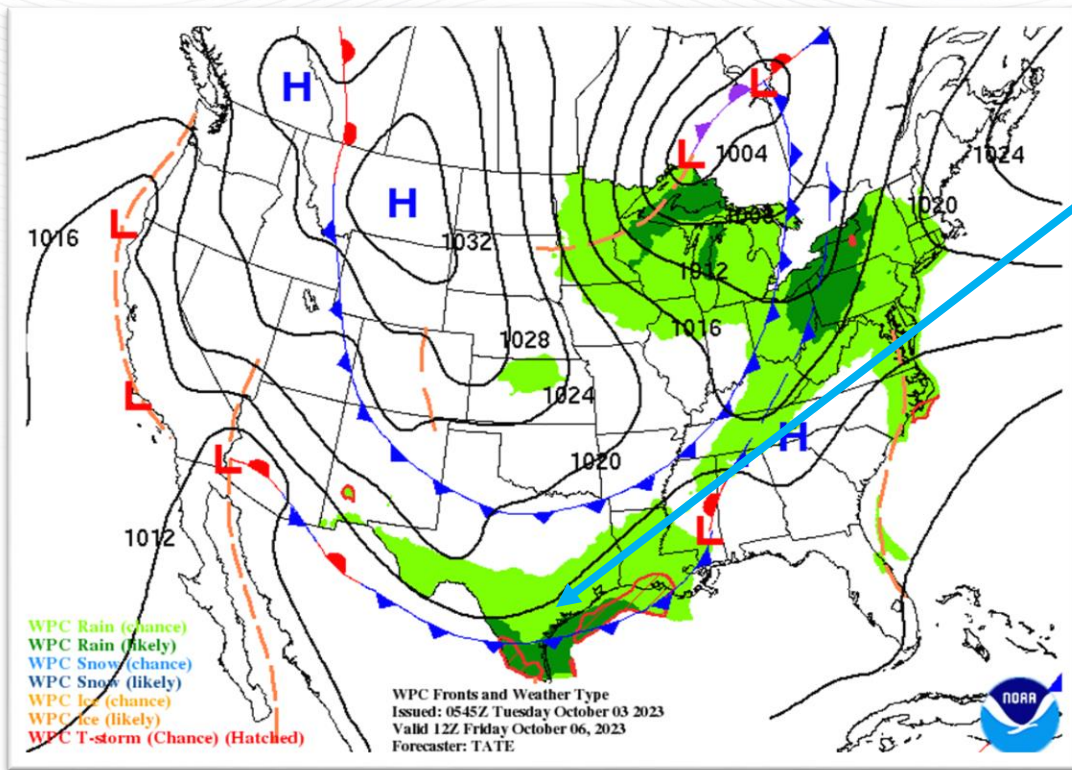 H
L
1004
1024
L
H
1020
1008
L
1016
1032
1012
1016
1028
1024
L
H
1020
L
L
1012
WPC Rain (chance)
WPC Rain (likely)
WPC Snow (chance)
WPC Snow (likely)
WPC Ice (chance)
WPC Ice (likely)
WPC T-storm (Chance) (Hatched)
WPC Fronts and Weather Type
Issued: 0545Z Tuesday October 03 2023
Valid 12Z Friday October 06, 2023
Forecaster: TATE
NOAA